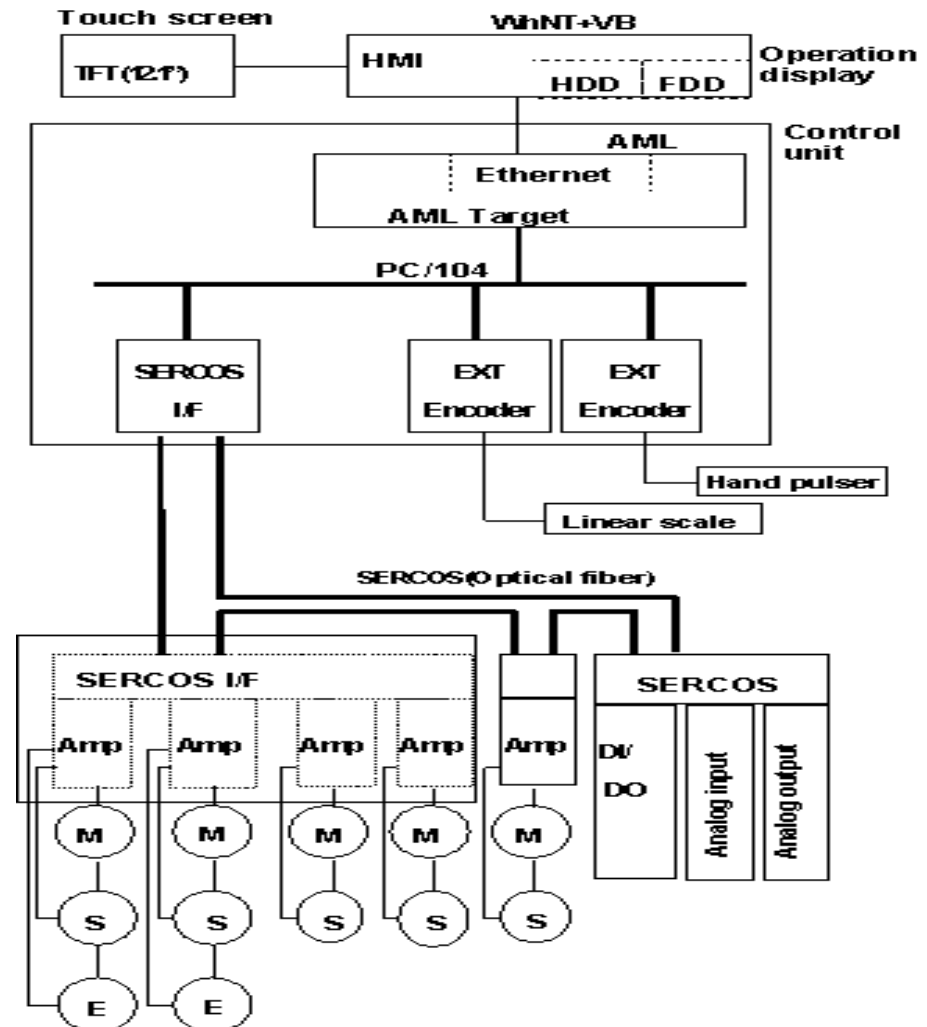 Touch screen
WinNT+VB
TFT(12.1")
HMI
HDD
FDD
Operation
display
Control
unit
AML
Ethernet
AML Target
PC/104
SERCOS
I/F
EXT
Encoder
EXT
Encoder
Hand pulser
Linear scale
SERCOS(Optical fiber)
SERCOS I/F
SERCOS
Amp
Amp
Amp
Amp
Amp
DI/
DO
Analog input
Analog output
M
M
M
M
M
S
S
S
S
S
E
E